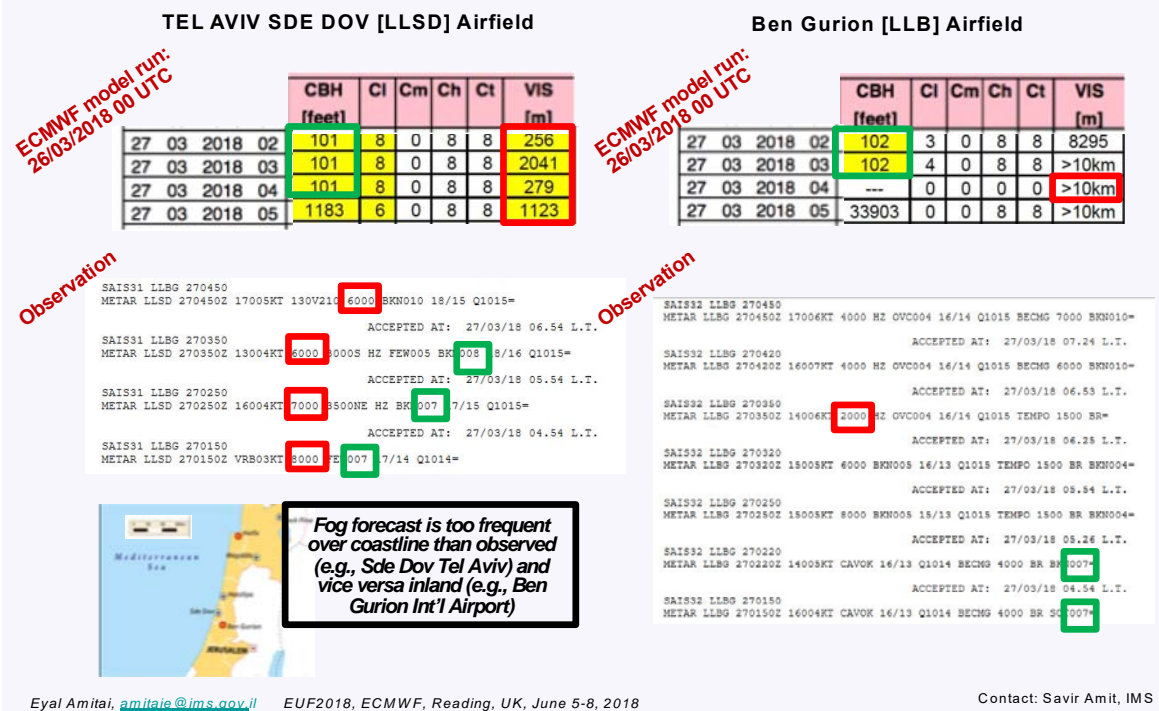 TEL AVIV SDE DOV [LLSD] Airfield
ECMWF model run:
26/03/2018 00 UTC
CBH Cl Cm Ch Ct VIS
[feet] [m]
27 03 2018 02 101 8 0 8 8 256
27 03 2018 03 101 8 0 8 8 2041
27 03 2018 04 101 8 0 8 8 279
27 03 2018 05 1183 6 0 8 8 1123
Observation
SAIS31 LLBG 270450
METAR LLSD 270450Z 17005KT 130V210 6000 BKN010 18/15 Q1015=
ACCEPTED AT: 27/03/18 06.54 L.T.
SAIS31 LLBG 270350
METAR LLSD 270350Z 13004KT 6000 3000S HZ FEW005 BKN008 18/16 Q1015=
ACCEPTED AT: 27/03/18 05.54 L.T.
SAIS31 LLBG 270250
METAR LLSD 270250Z 16004KT 7000 3500NE HZ BKN007 17/15 Q1015=
ACCEPTED AT: 27/03/18 04.54 L.T.
SAIS31 LLBG 270150
METAR LLSD 270150Z VRB03KT 8000 FEW007 17/14 Q1014=
Mediterranean
Sea
Haifa
Sde Dov
Ben Gurion
JERUSALEM
Fog forecast is too frequent
over coastline than observed
(e.g., Sde Dov Tel Aviv) and
vice versa inland (e.g., Ben
Gurion Int'l Airport)
Ben Gurion [LLB] Airfield
ECMWF model run:
26/03/2018 00 UTC
CBH Cl Cm Ch Ct VIS
[feet] [m]
27 03 2018 02 102 3 0 8 8 8295
27 03 2018 03 102 4 0 8 8 >10km
27 03 2018 04 --- 0 0 0 0 >10km
27 03 2018 05 33903 0 0 8 8 >10km
Observation
SAIS32 LLBG 270450
METAR LLBG 270450Z 17006KT 4000 HZ OVC004 16/14 Q1015 BECMG 7000 BKN010=
ACCEPTED AT: 27/03/18 07.24 L.T.
SAIS32 LLBG 270420
METAR LLBG 270420Z 16007KT 4000 HZ OVC004 16/14 Q1015 BECMG 6000 BKN010=
ACCEPTED AT: 27/03/18 06.53 L.T.
SAIS32 LLBG 270350
METAR LLBG 270350Z 14006KT 2000 HZ OVC004 16/14 Q1015 TEMPO 1500 BR=
ACCEPTED AT: 27/03/18 06.25 L.T.
SAIS32 LLBG 270320
METAR LLBG 270320Z 15005KT 6000 BKN005 16/13 Q1015 TEMPO 1500 BR BKN004=
ACCEPTED AT: 27/03/18 05.54 L.T.
SAIS32 LLBG 270250
METAR LLBG 270250Z 15005KT 8000 BKN005 15/13 Q1015 TEMPO 1500 BR BKN004=
ACCEPTED AT: 27/03/18 05.26 L.T.
SAIS32 LLBG 270220
METAR LLBG 270220Z 14005KT CAVOK 16/13 Q1014 BECMG 4000 BR BKN007=
ACCEPTED AT: 27/03/18 04.54 L.T.
SAIS32 LLBG 270150
METAR LLBG 270150Z 16004KT CAVOK 16/13 Q1014 BECMG 4000 BR SCT007=
Eyal Amitai, amitaie@ims.gov.il EUF2018, ECMWF, Reading, UK, June 5-8, 2018
Contact: Savir Amit, IMS